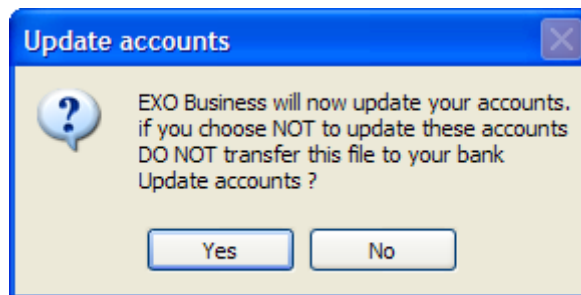 Update accounts
EXO Business will now update your accounts.
if you choose NOT to update these accounts
DO NOT transfer this file to your bank
Update accounts ?
Yes
No